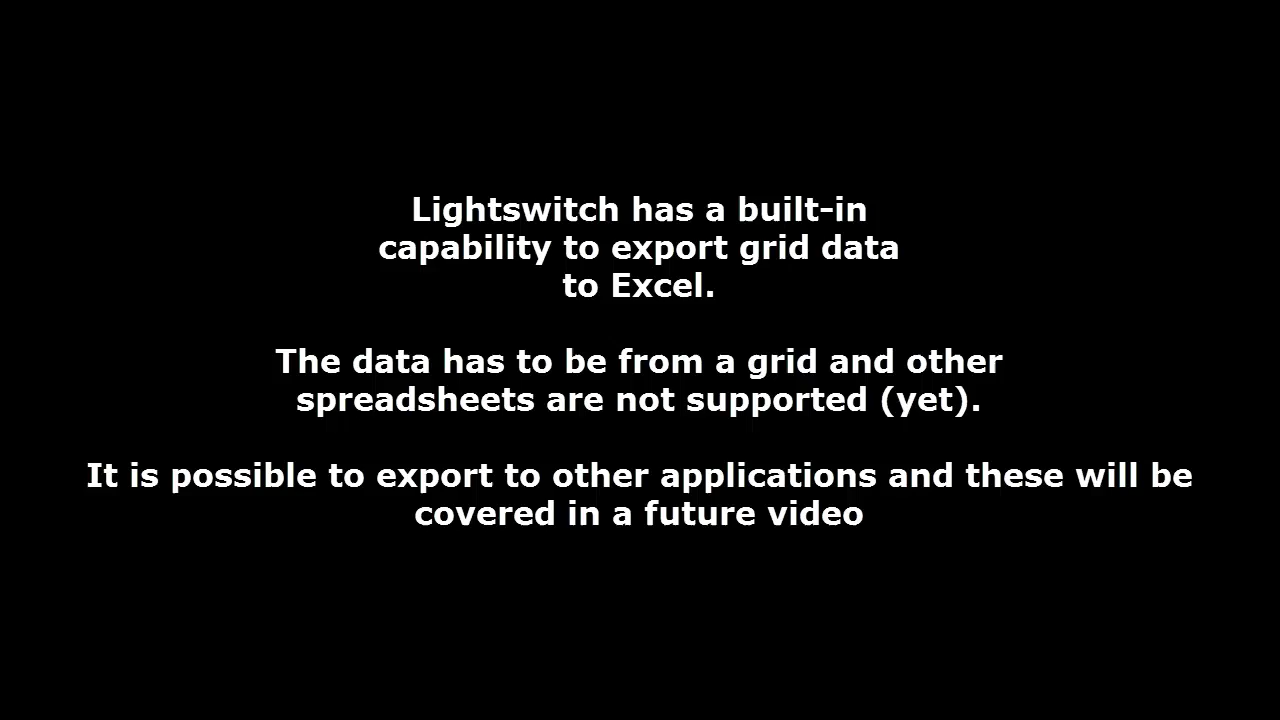 Lightswitch has a built-in
capability to export grid data
to Excel.
The data has to be from a grid and other
spreadsheets are not supported (yet).
It is possible to export to other applications and these will be
covered in a future video